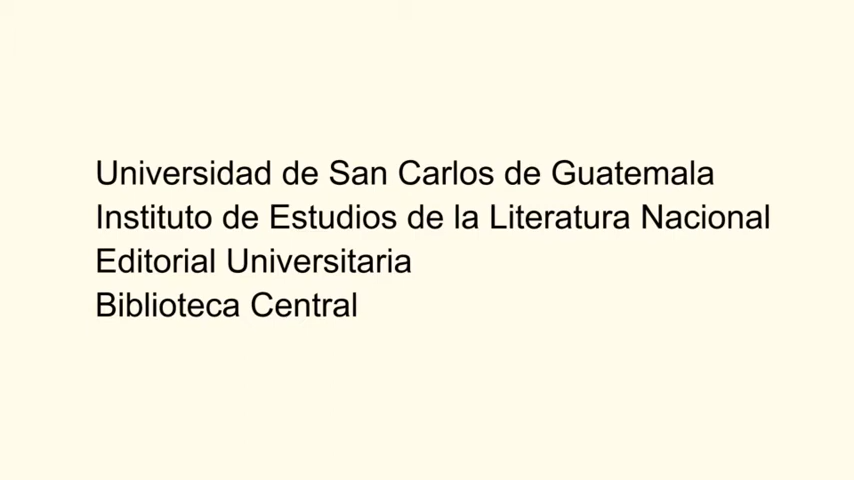 Universidad de San Carlos de Guatemala
Instituto de Estudios de la Literatura Nacional
Editorial Universitaria
Biblioteca Central